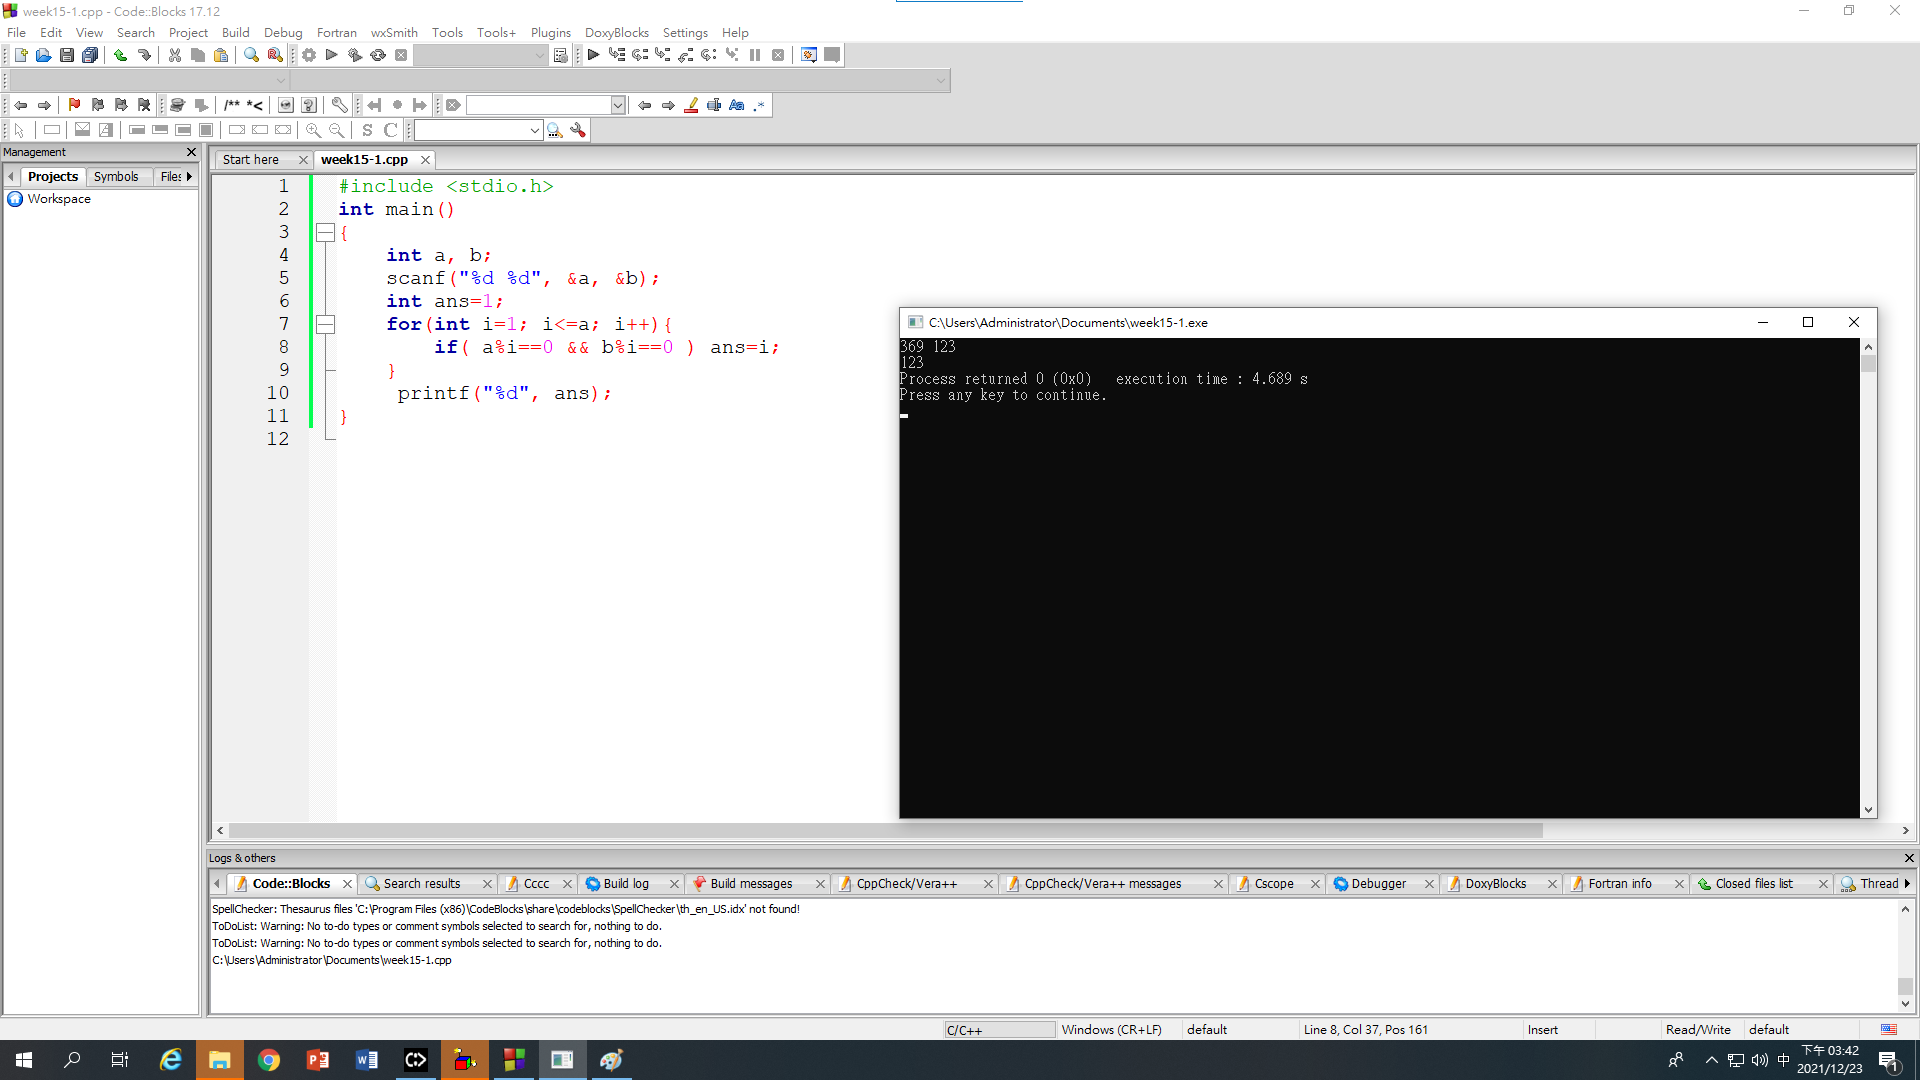 week15-1.cpp - Code::Blocks 17.12
File Edit View Search Project Build Debug Fortran wxSmith Tools Tools+ Plugins DoxyBlocks Settings Help
/** *<
Aa .*
S C
Management
Projects Symbols Files
Workspace
Start here week15-1.cpp
1 #include <stdio.h>
2 int main()
3 {
4 int a, b;
5 scanf("%d %d", &a, &b);
6 int ans=1;
7 for(int i=1; i<=a; i++){
8 if( a%i==0 && b%i==0 ) ans=i;
9 }
10 printf("%d", ans);
11 }
12
C:\Users\Administrator\Documents\week15-1.exe
369 123
123
Process returned 0 (0x0) execution time : 4.689 s
Press any key to continue.
Logs & others
Code::Blocks Search results Cccc Build log Build messages CppCheck/Vera++ CppCheck/Vera++ messages Cscope Debugger DoxyBlocks Fortran info Closed files list Thread
SpellChecker: Thesaurus files 'C:\Program Files (x86)\CodeBlocks\share\codeblocks\SpellChecker\th_en_US.idx' not found!
ToDoList: Warning: No to-do types or comment symbols selected to search for, nothing to do.
ToDoList: Warning: No to-do types or comment symbols selected to search for, nothing to do.
C:\Users\Administrator\Documents\week15-1.cpp
C/C++ Windows (CR+LF) default Line 8, Col 37, Pos 161 Insert Read/Write default
中 下午 03:42
2021/12/23
1